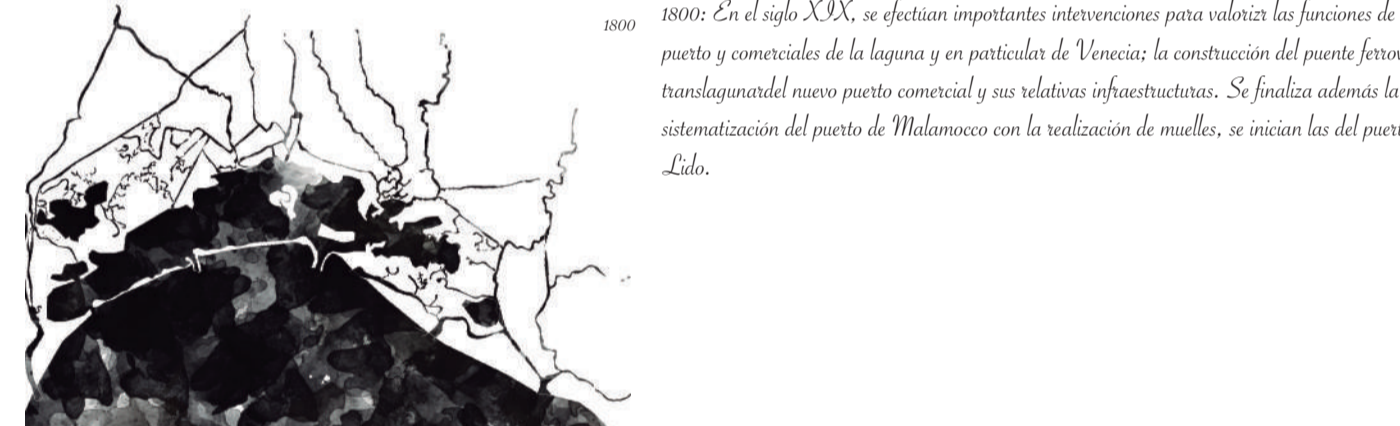 1800
1800: En el siglo XIX, se efectúan importantes intervenciones para valorizr las funciones de
puerto y comerciales de la laguna y en particular de Venecia; la construcción del puente
translagunardel nuevo puerto comercial y sus relativas infraestructuras. Se finaliza además la
sistematización del puerto de Malamocco con la realización de muelles, se inician las del
Lido.